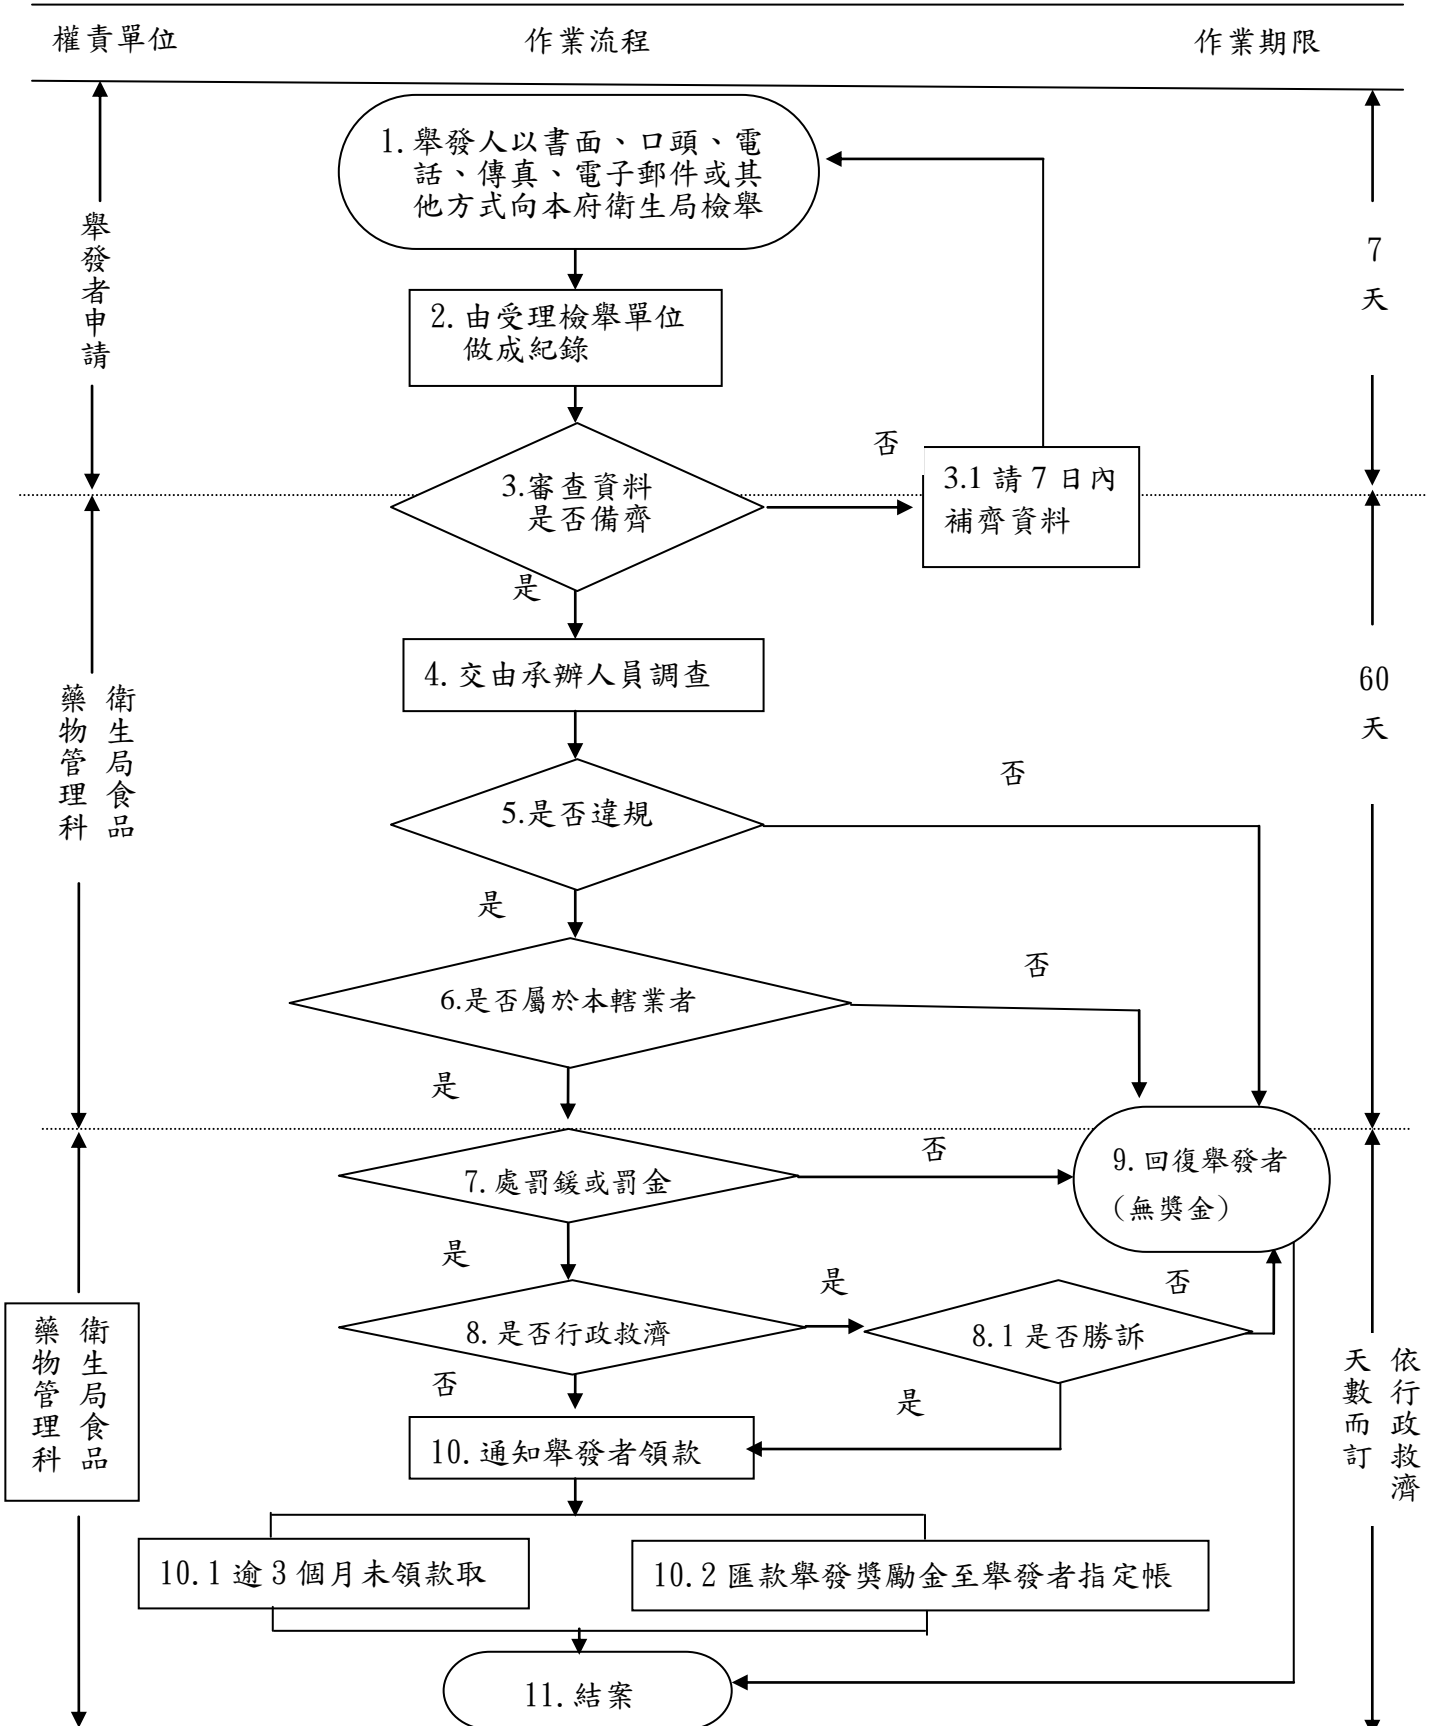 權責單位
作業流程
作業期限
1.舉發人以書面、口頭、電
話、傳真、電子郵件或其
他方式向本府衛生局檢舉
舉發者申請
7
天
2.由受理檢舉單位
做成紀錄
否
3.審查資料
是否備齊
3.1 請 7 日內
補齊資料
是
4.交由承辦人員調查
衛生局食品
藥物管理科
60
天
否
5.是否違規
是
否
6.是否屬於本轄業者
是
否
7.處罰鍰或罰金
9.回復舉發者
(無獎金)
是
是
否
8.是否行政救濟
8.1 是否勝訴
衛生局食品
藥物管理科
依行政救濟
天數而訂
否
是
10.通知舉發者領款
10.1 逾 3 個月未領款取
10.2 匯款舉發獎勵金至舉發者指定帳
11.結案